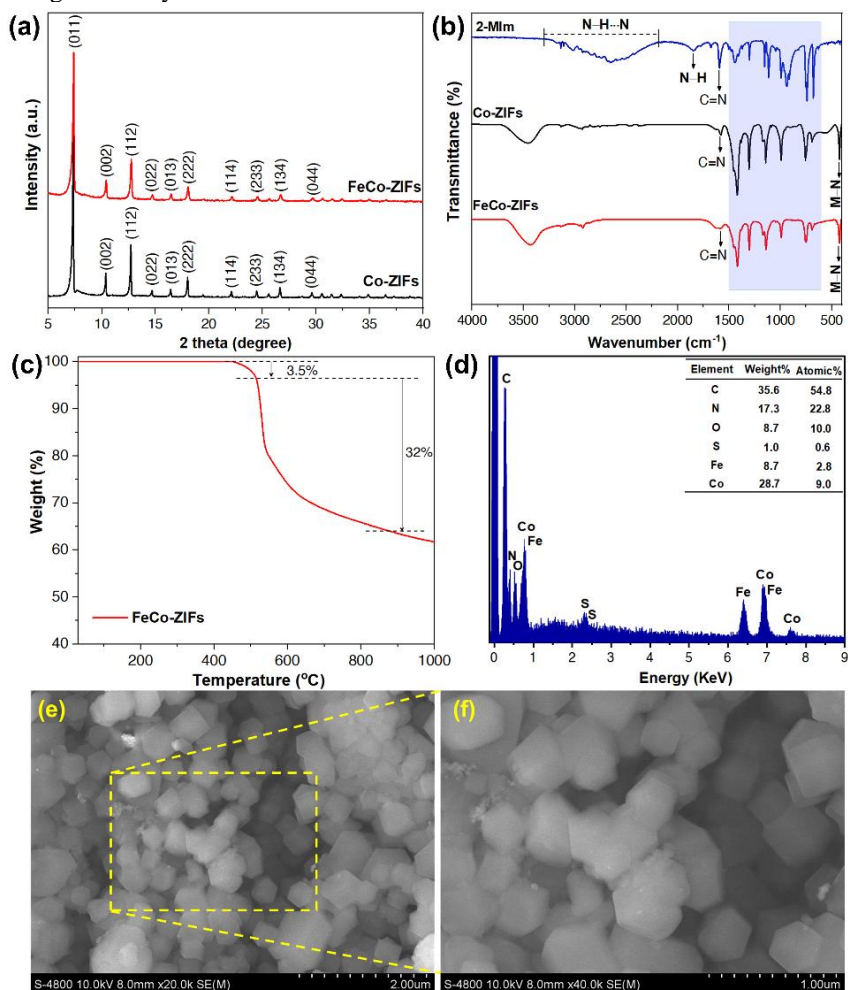 (a)
(011)
(002)
(112)
(022)
(013)
(222)
(114)
(233)
(134)
(044)
FeCo-ZIFs
(002)
(112)
(022)
(013)
(222)
(114)
(233)
(134)
(044)
Co-ZIFs
Intensity (a.u.)
5 10 15 20 25 30 35 40
2 theta (degree)
(b)
2-MIm
N–H···N
N–H
C=N
Co-ZIFs
C=N
M–N
FeCo-ZIFs
C=N
M–N
Transmittance (%)
4000 3500 3000 2500 2000 1500 1000 500
Wavenumber (cm-1)
(c)
100
90
80
70
60
50
40
3.5%
32%
FeCo-ZIFs
Weight (%)
200 400 600 800 1000
Temperature (oC)
(d)
Element Weight% Atomic%
C 35.6 54.8
N 17.3 22.8
O 8.7 10.0
S 1.0 0.6
Fe 8.7 2.8
Co 28.7 9.0
C
N
O
Co
Fe
S
S
Fe
Co
Fe
Co
Intensity (a.u.)
0 1 2 3 4 5 6 7 8 9
Energy (KeV)
(e)
S-4800 10.0kV 8.0mm x20.0k SE(M) 2.00um
(f)
S-4800 10.0kV 8.0mm x40.0k SE(M) 1.00um